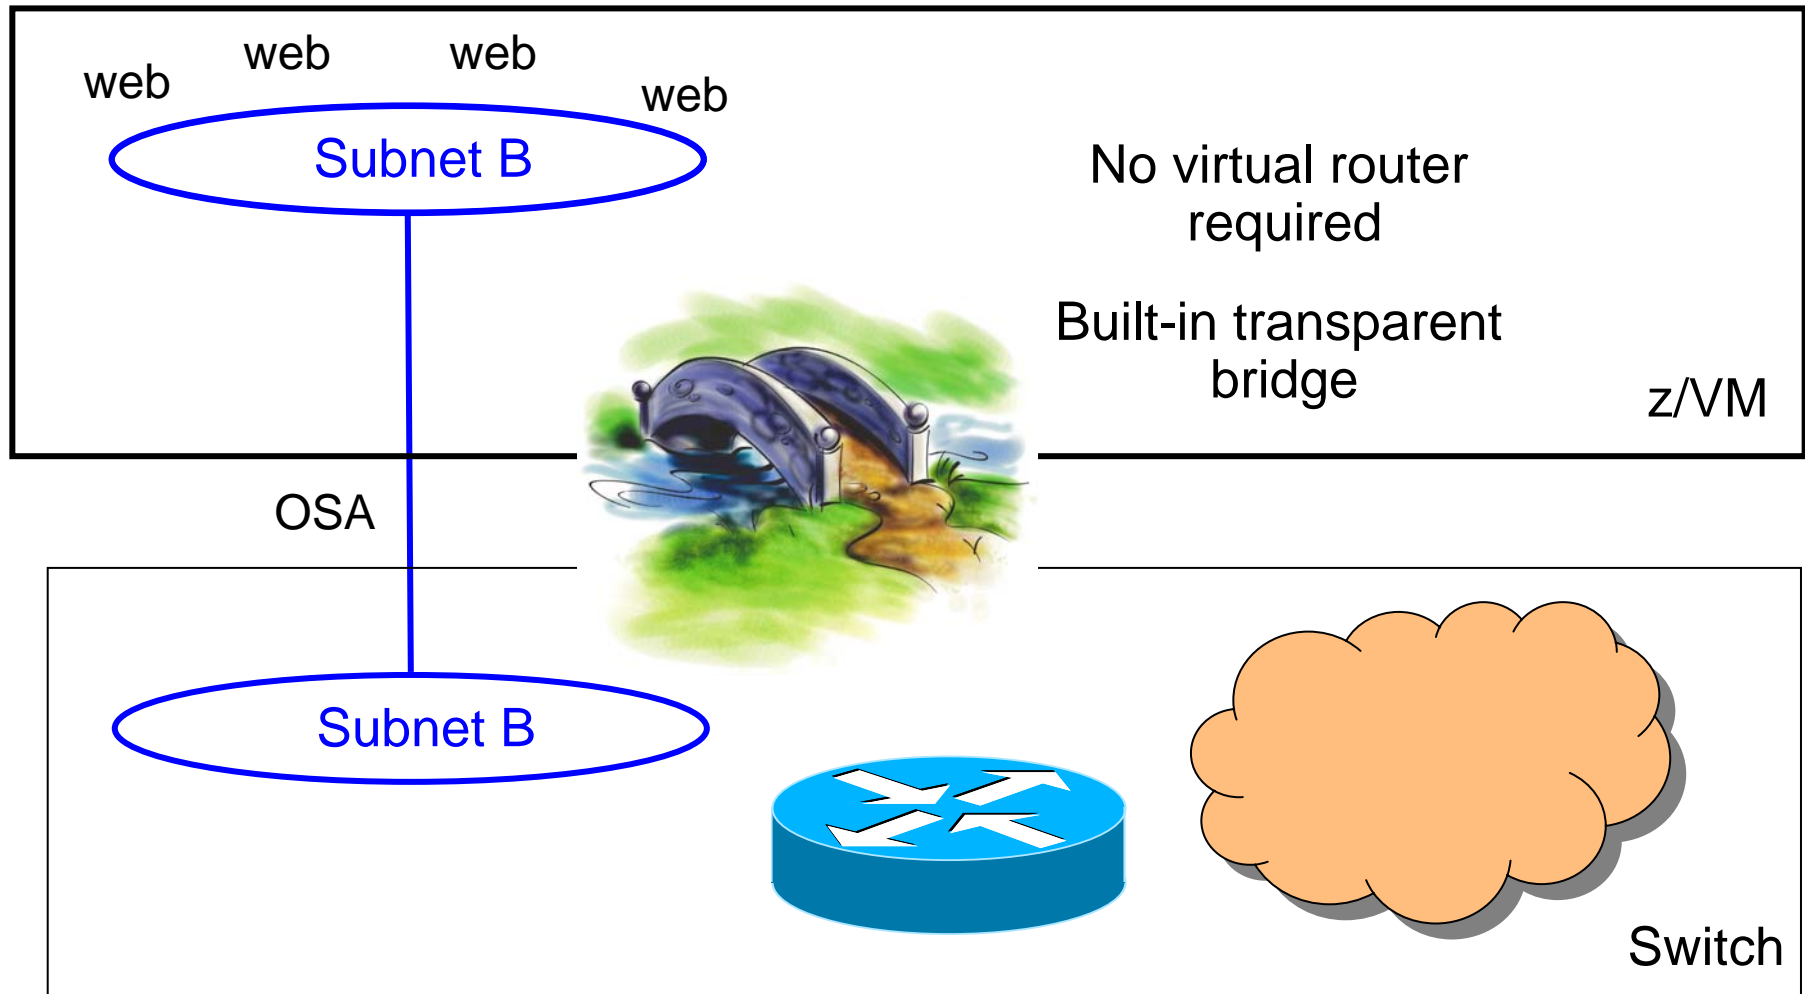 web
web
web
web
Subnet B
No virtual router
required
Built-in transparent
bridge
z/VM
OSA
Subnet B
Switch